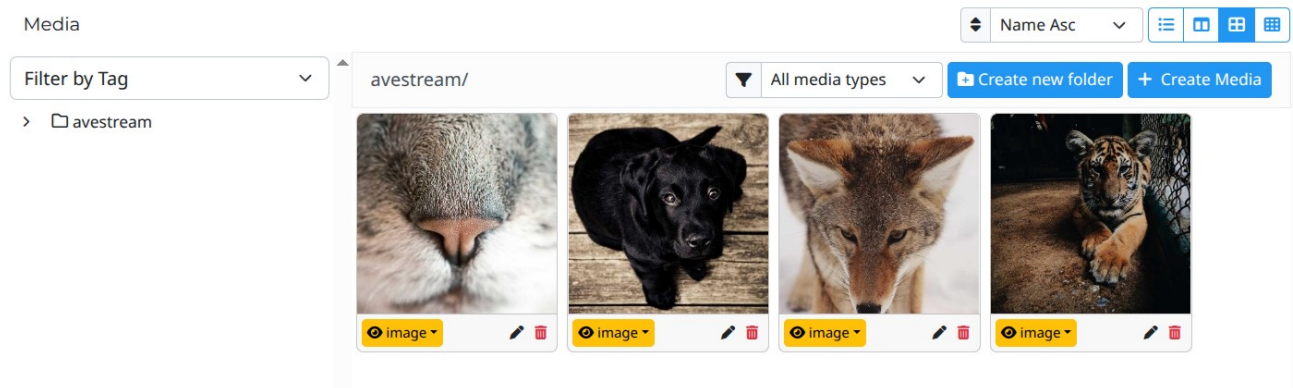 Media
Name Asc
Filter by Tag
avestream/
All media types
Create new folder
+ Create Media
avestream
image
image
image
image